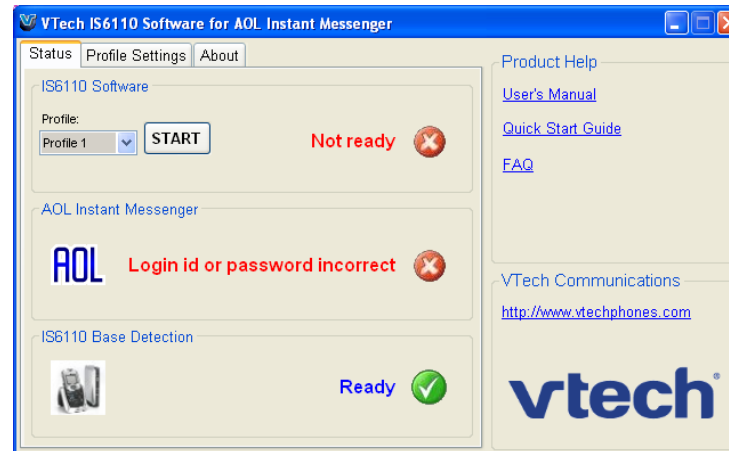 VTech IS6110 Software for AOL Instant Messenger
Status Profile Settings About
IS6110 Software
Profile:
Profile 1
START
Not ready
AOL Instant Messenger
AOL
Login id or password incorrect
IS6110 Base Detection
Ready
Product Help
User's Manual
Quick Start Guide
FAQ
VTech Communications
http://www.vtechphones.com
vtech